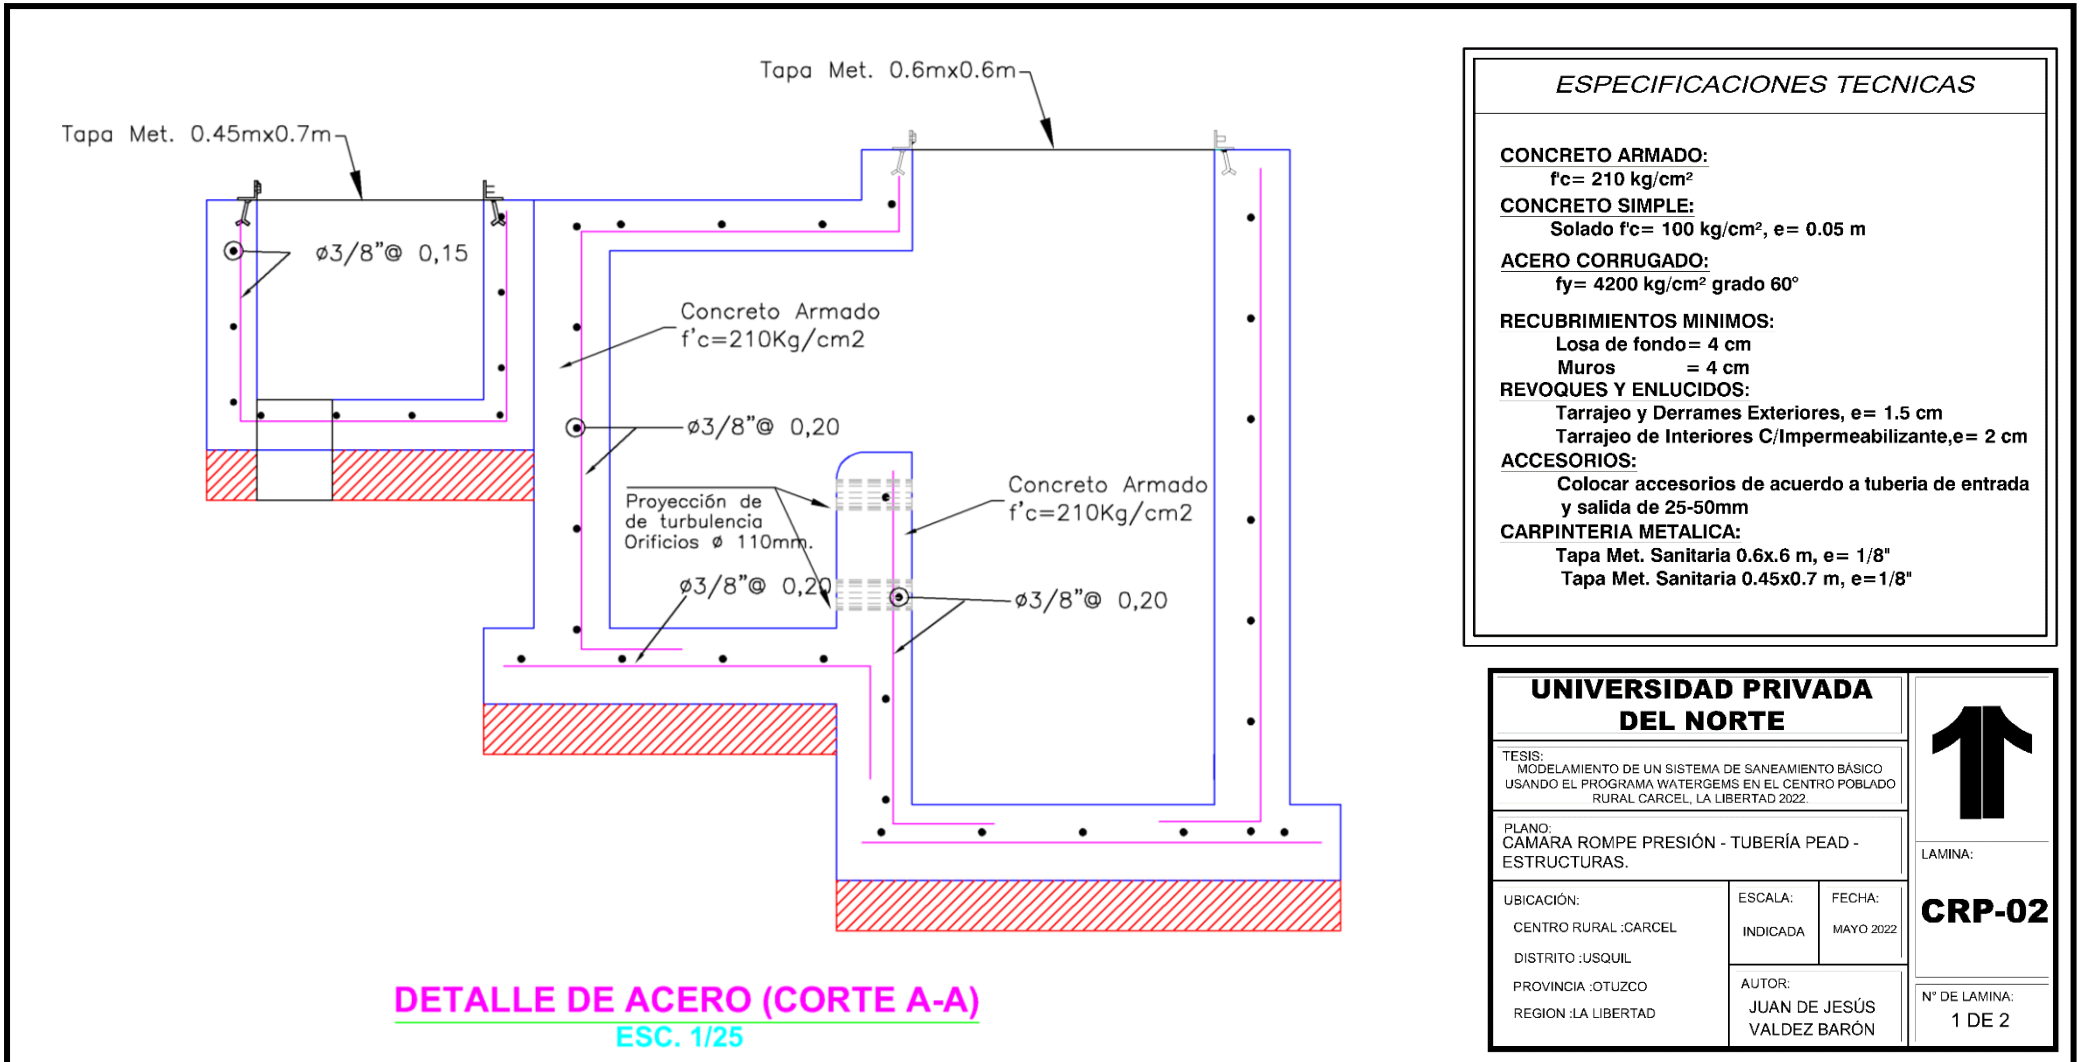 Tapa Met. 0.6mx0.6m
Tapa Met. 0.45mx0.7m
ø3/8"@ 0,15
Concreto Armado
f'c=210Kg/cm2
ø3/8"@ 0,20
Proyección de
de turbulencia
Orificios ø 110mm.
ø3/8"@ 0,20
Concreto Armado
f'c=210Kg/cm2
ø3/8"@ 0,20
DETALLE DE ACERO (CORTE A-A)
ESC. 1/25
ESPECIFICACIONES TECNICAS
CONCRETO ARMADO:
f'c= 210 kg/cm²
CONCRETO SIMPLE:
Solado f'c= 100 kg/cm², e= 0.05 m
ACERO CORRUGADO:
fy= 4200 kg/cm² grado 60°
RECUBRIMIENTOS MINIMOS:
Losa de fondo= 4 cm
Muros = 4 cm
REVOQUES Y ENLUCIDOS:
Tarrajeo y Derrames Exteriores, e= 1.5 cm
Tarrajeo de Interiores C/Impermeabilizante,e= 2 cm
ACCESORIOS:
Colocar accesorios de acuerdo a tuberia de entrada
y salida de 25-50mm
CARPINTERIA METALICA:
Tapa Met. Sanitaria 0.6x.6 m, e= 1/8"
Tapa Met. Sanitaria 0.45x0.7 m, e=1/8"
UNIVERSIDAD PRIVADA
DEL NORTE
TESIS:
MODELAMIENTO DE UN SISTEMA DE SANEAMIENTO BÁSICO
USANDO EL PROGRAMA WATERGEMS EN EL CENTRO POBLADO
RURAL CARCEL, LA LIBERTAD 2022.
PLANO:
CAMARA ROMPE PRESIÓN - TUBERÍA PEAD -
ESTRUCTURAS.
UBICACIÓN:
CENTRO RURAL :CARCEL
DISTRITO :USQUIL
PROVINCIA :OTUZCO
REGION :LA LIBERTAD
ESCALA:
INDICADA
FECHA:
MAYO 2022
AUTOR:
JUAN DE JESÚS
VALDEZ BARÓN
LAMINA:
CRP-02
N° DE LAMINA:
1 DE 2